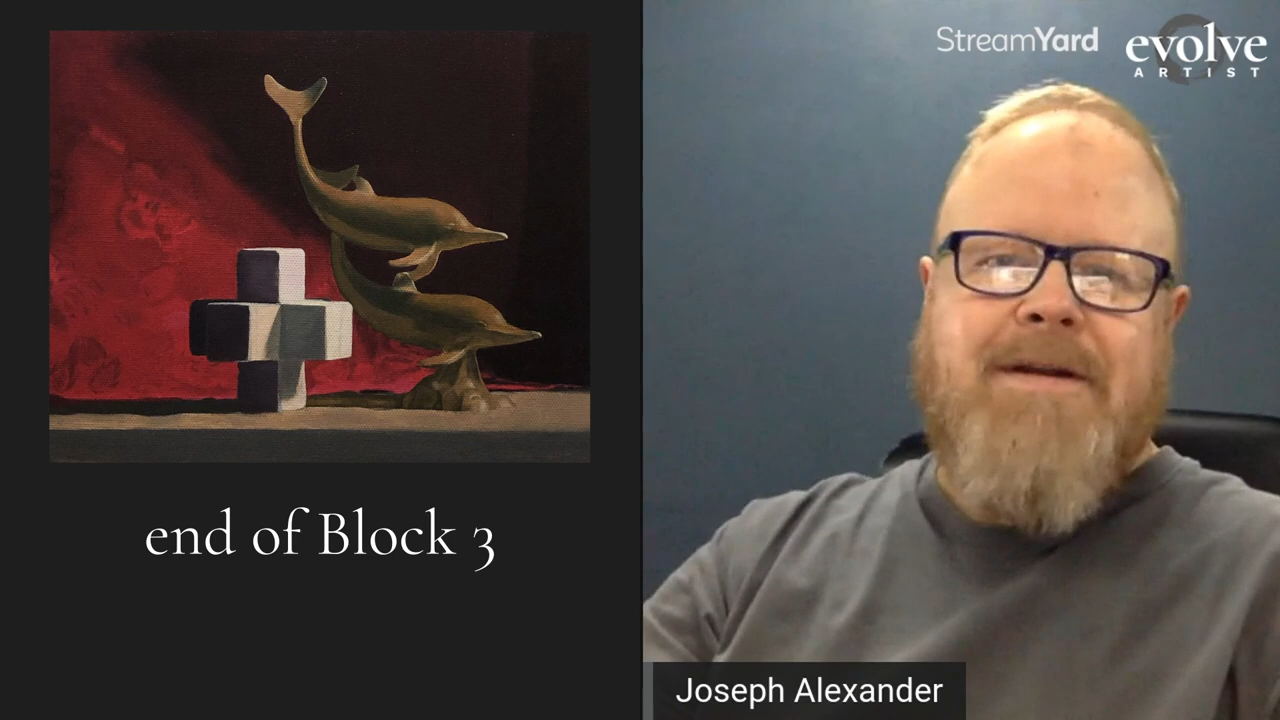 end of Block 3
StreamYard
evolve
ARTIST
Joseph Alexander